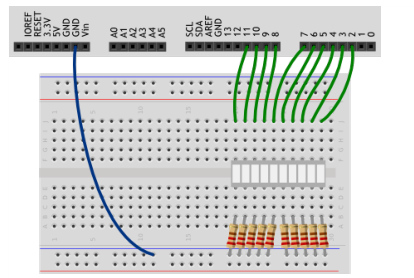 IOREF
RESET
3.3V
5V
GND
GND
Vin
A0
A1
A2
A3
A4
A5
SCL
SDA
AREF
GND
13
12
11
10
9
8
7
6
5
4
3
2
1
0